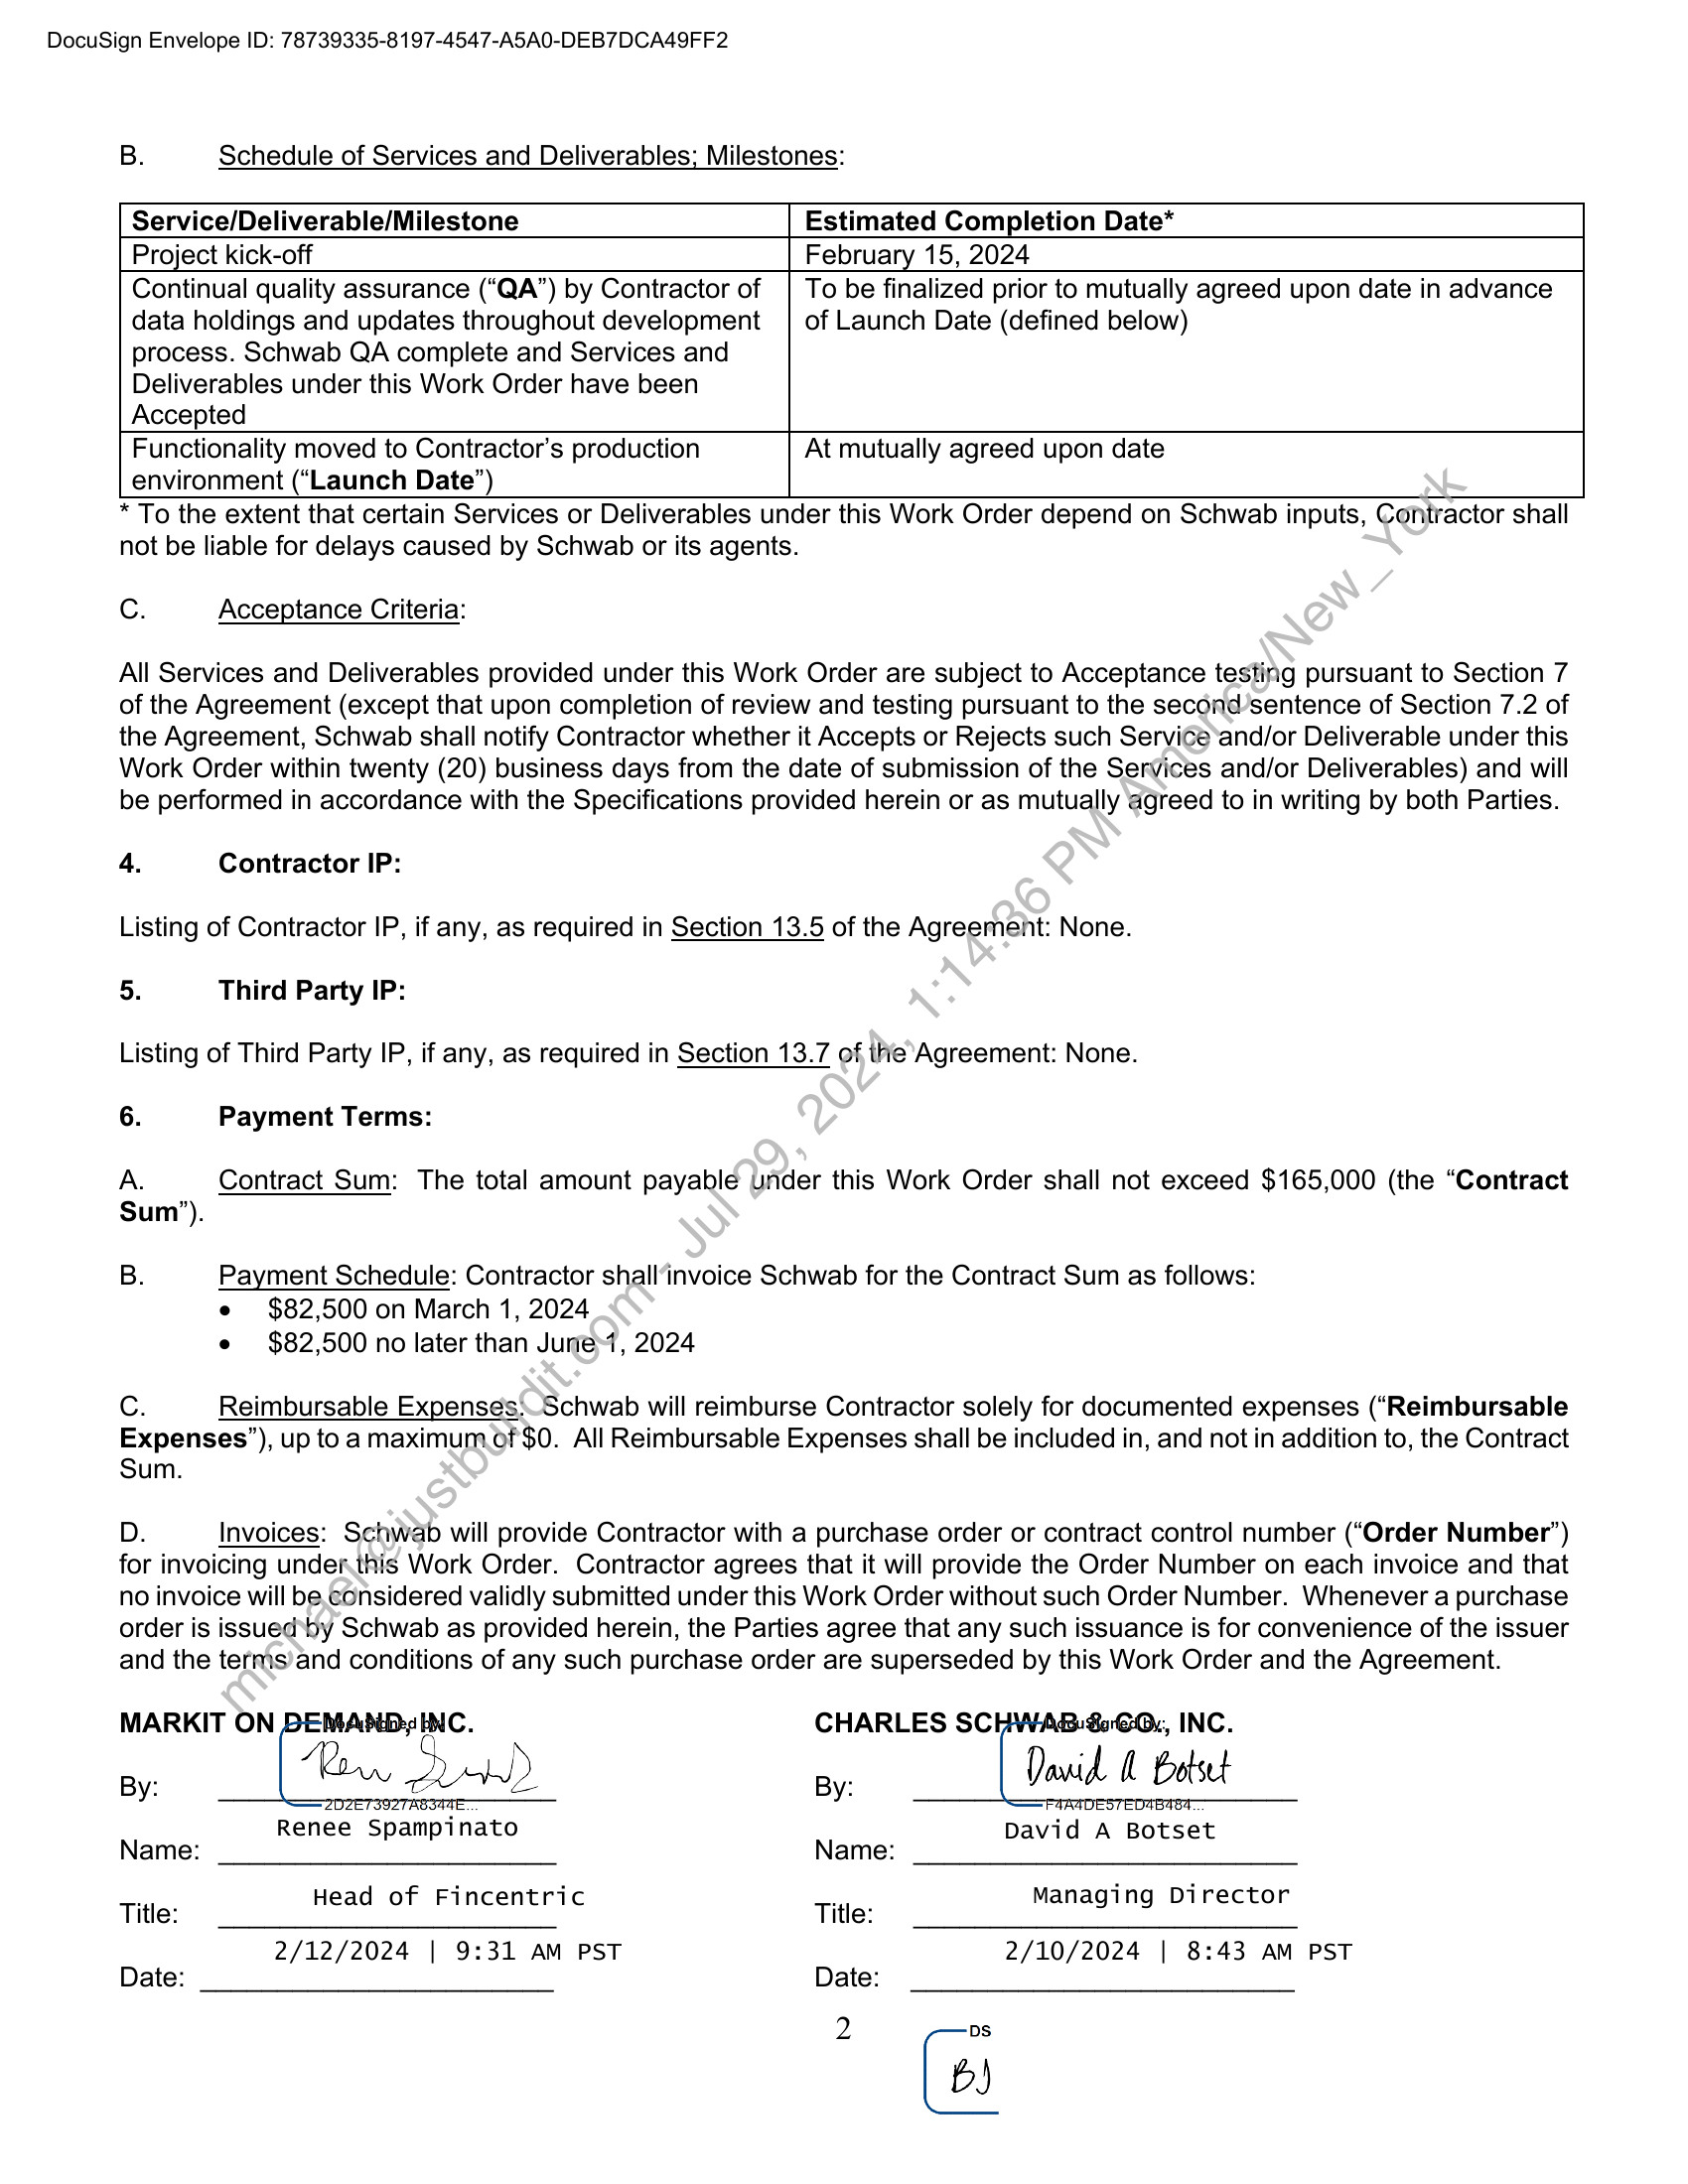 DocuSign Envelope ID: 78739335-8197-4547-A5A0-DEB7DCA49FF2
B. Schedule of Services and Deliverables; Milestones:
Service/Deliverable/Milestone Estimated Completion Date*
Project kick-off February 15, 2024
Continual quality assurance (“QA”) by Contractor of To be finalized prior to mutually agreed upon date in advance
data holdings and updates throughout development of Launch Date (defined below)
process. Schwab QA complete and Services and
Deliverables under this Work Order have been
Accepted
Functionality moved to Contractor’s production At mutually agreed upon date
environment (“Launch Date”)
* To the extent that certain Services or Deliverables under this Work Order depend on Schwab inputs, Contractor shall
not be liable for delays caused by Schwab or its agents.
C. Acceptance Criteria:
All Services and Deliverables provided under this Work Order are subject to Acceptance testing pursuant to Section 7
of the Agreement (except that upon completion of review and testing pursuant to the second sentence of Section 7.2 of
the Agreement, Schwab shall notify Contractor whether it Accepts or Rejects such Service and/or Deliverable under this
Work Order within twenty (20) business days from the date of submission of the Services and/or Deliverables) and will
be performed in accordance with the Specifications provided herein or as mutually agreed to in writing by both Parties.
4. Contractor IP:
Listing of Contractor IP, if any, as required in Section 13.5 of the Agreement: None.
5. Third Party IP:
Listing of Third Party IP, if any, as required in Section 13.7 of the Agreement: None.
6. Payment Terms:
A. Contract Sum: The total amount payable under this Work Order shall not exceed $165,000 (the “Contract
Sum”).
B. Payment Schedule: Contractor shall invoice Schwab for the Contract Sum as follows:
• $82,500 on March 1, 2024
• $82,500 no later than June 1, 2024
C. Reimbursable Expenses: Schwab will reimburse Contractor solely for documented expenses (“Reimbursable
Expenses”), up to a maximum of $0. All Reimbursable Expenses shall be included in, and not in addition to, the Contract
Sum.
D. Invoices: Schwab will provide Contractor with a purchase order or contract control number (“Order Number”)
for invoicing under this Work Order. Contractor agrees that it will provide the Order Number on each invoice and that
no invoice will be considered validly submitted under this Work Order without such Order Number. Whenever a purchase
order is issued by Schwab as provided herein, the Parties agree that any such issuance is for convenience of the issuer
and the terms and conditions of any such purchase order are superseded by this Work Order and the Agreement.
michael@justbuildit.com - Jul 29, 2024, 1:14:36 PM America/New_York
MARKIT ON DEMAND, INC. CHARLES SCHWAB & CO., INC.
DocuSigned by: DocuSigned by:
By: By: David A Botset
2D2E73927A8344E... F4A4DE57ED4B484...
Name: Renee Spampinato Name: David A Botset
Title: Head of Fincentric Title: Managing Director
Date: 2/12/2024 | 9:31 AM PST Date: 2/10/2024 | 8:43 AM PST
2
DS
BJ